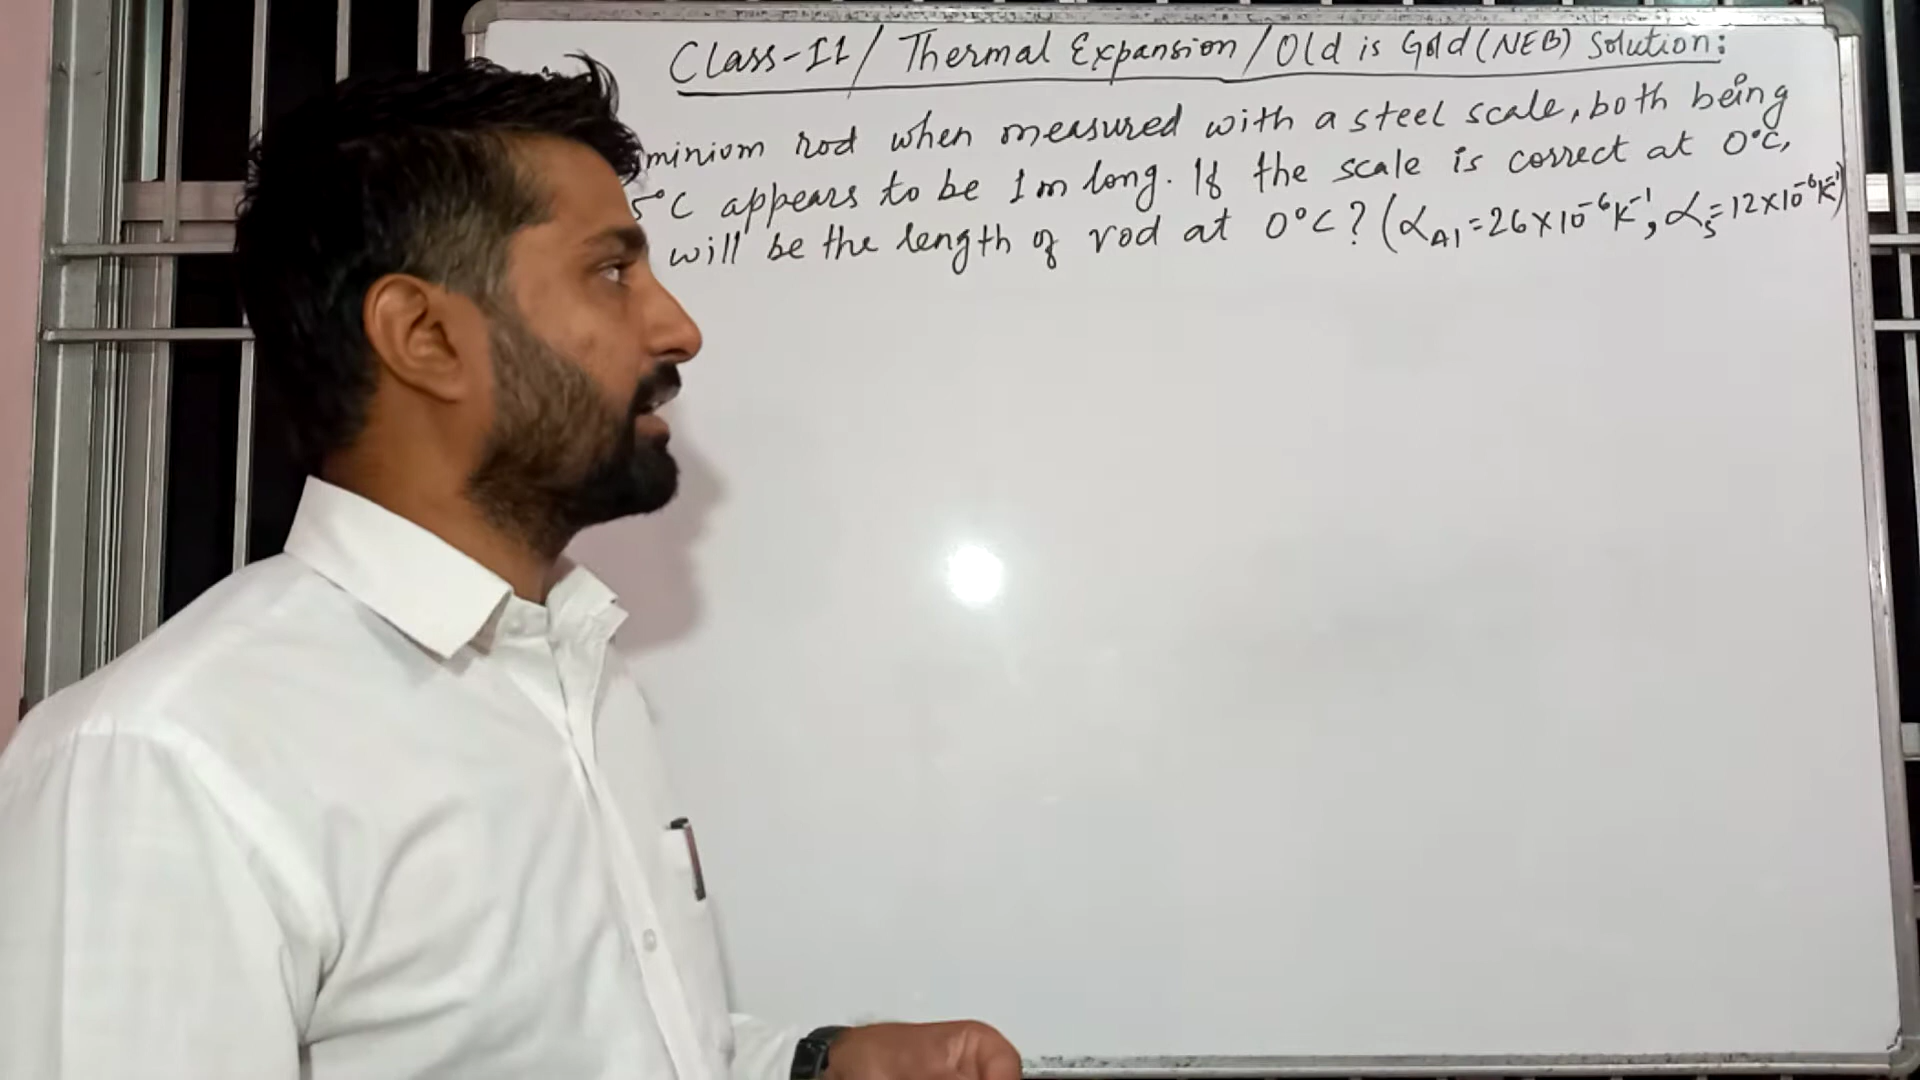 Class-11/ Thermal Expansion/Old is Gold(NEB) Solution:
minium rod when measured with a steel scale, both being
5°C appears to be 1m long. If the scale is correct at 0°C,
will be the length of rod at 0°C? (αAl=26×10⁻⁶K⁻¹, αs=12×10⁻⁶K⁻¹)